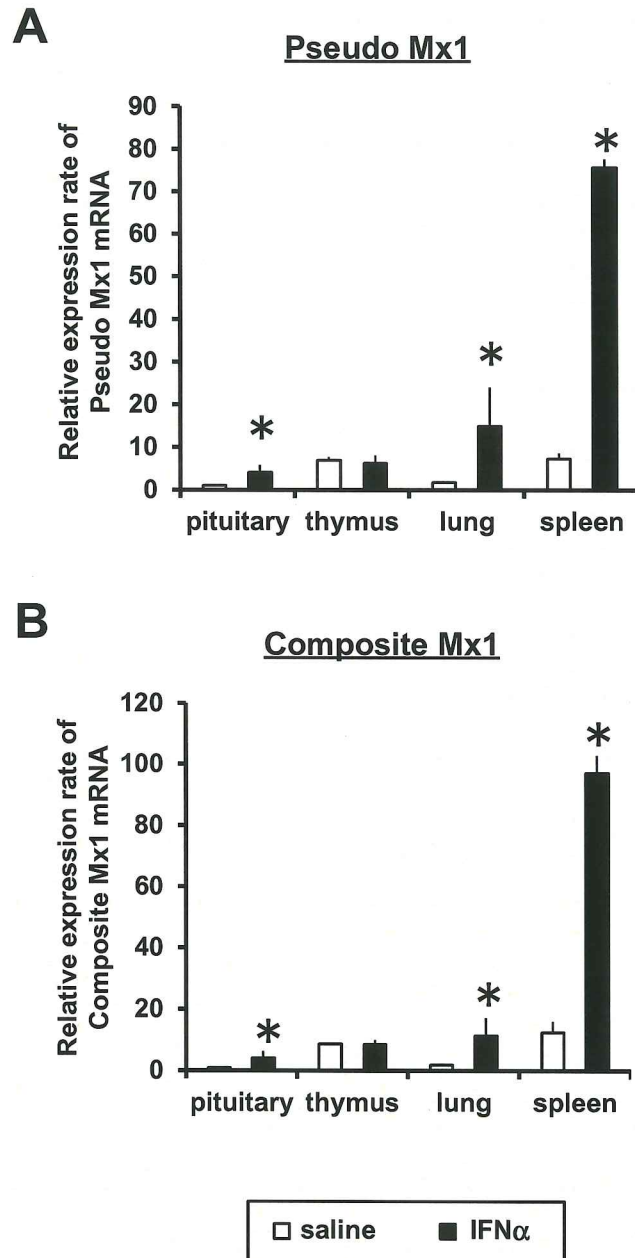 A
Pseudo Mx1
Relative expression rate of
Pseudo Mx1 mRNA
90
80
70
60
50
40
30
20
10
0
*
*
*
pituitary thymus lung spleen
B
Composite Mx1
Relative expression rate of
Composite Mx1 mRNA
120
100
80
60
40
20
0
*
*
*
pituitary thymus lung spleen
saline IFNα